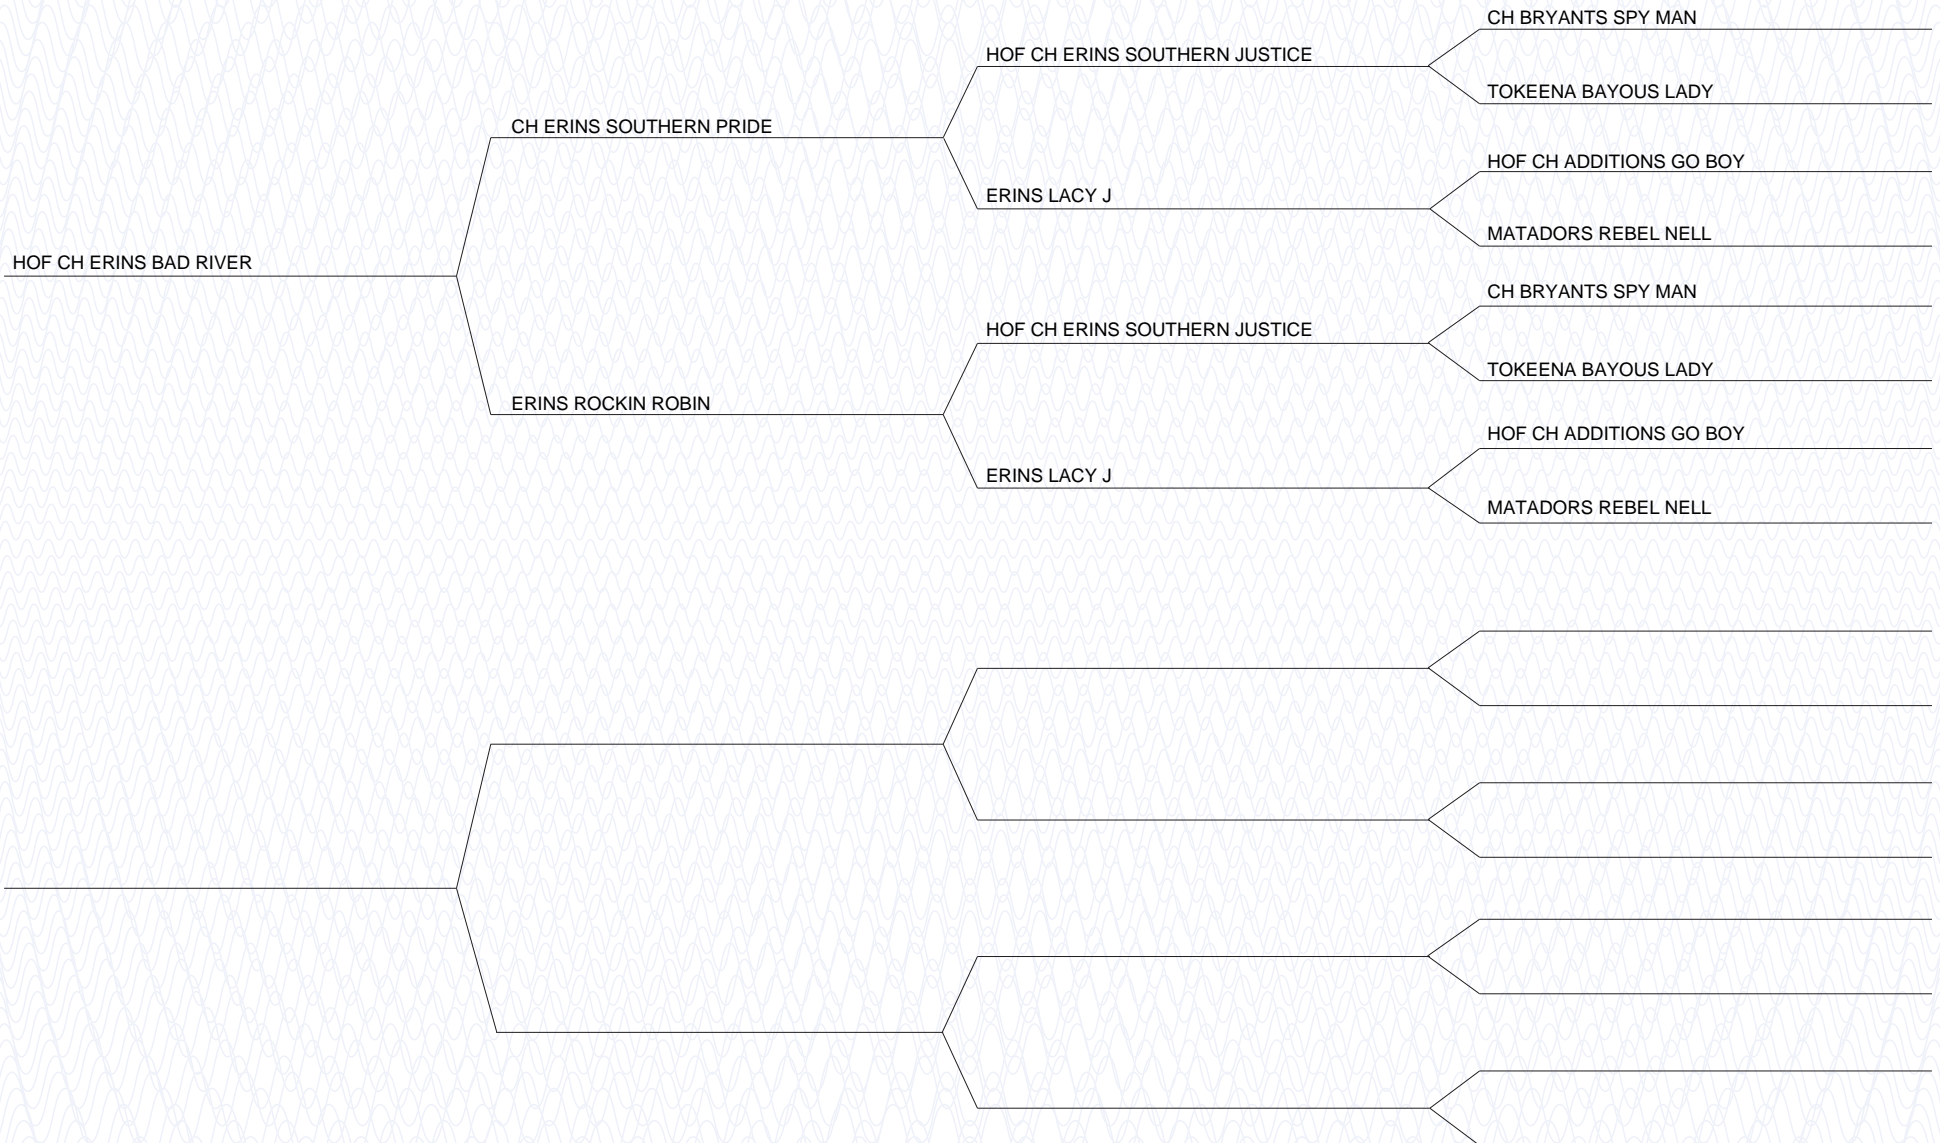 CH BRYANTS SPY MAN
HOF CH ERINS SOUTHERN JUSTICE
TOKEENA BAYOUS LADY
CH ERINS SOUTHERN PRIDE
HOF CH ADDITIONS GO BOY
ERINS LACY J
MATADORS REBEL NELL
HOF CH ERINS BAD RIVER
CH BRYANTS SPY MAN
HOF CH ERINS SOUTHERN JUSTICE
TOKEENA BAYOUS LADY
ERINS ROCKIN ROBIN
HOF CH ADDITIONS GO BOY
ERINS LACY J
MATADORS REBEL NELL